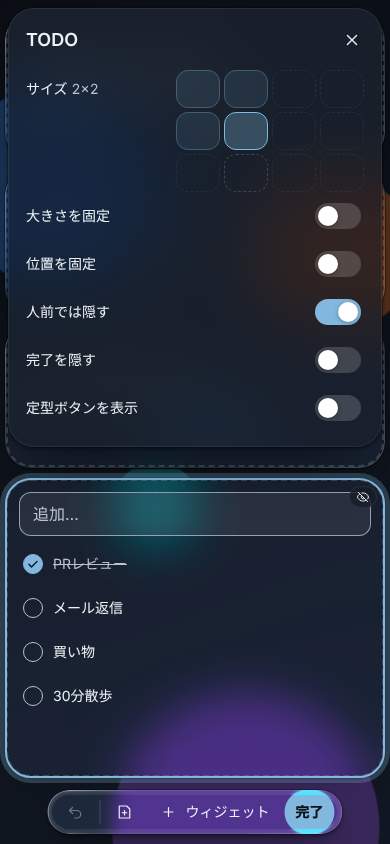 TODO
サイズ 2×2
大きさを固定
位置を固定
人前では隠す
完了を隠す
定型ボタンを表示
追加...
PRレビュー
メール返信
買い物
30分散歩
+ ウィジェット 完了